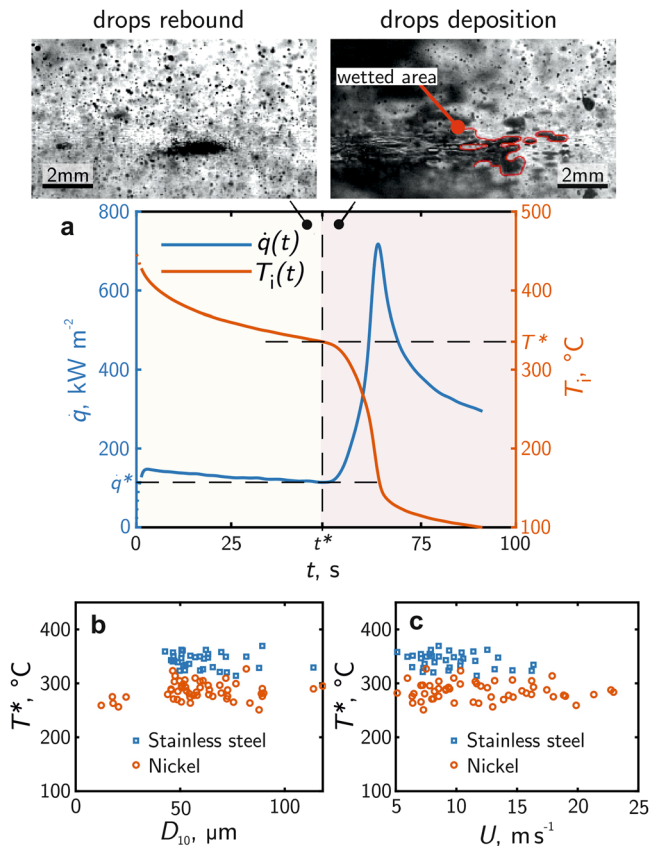 drops rebound
drops deposition
wetted area
2mm
2mm
a
800
600
400
200
0
q̇*
q̇, kW m⁻²
q̇(t)
Tᵢ(t)
500
400
T*
300
200
100
Tᵢ, °C
0
25
t*
75
100
t, s
b
400
300
200
100
T*, °C
Stainless steel
Nickel
0
50
100
D₁₀, μm
c
400
300
200
100
T*, °C
Stainless steel
Nickel
5
10
15
20
25
U, m s⁻¹